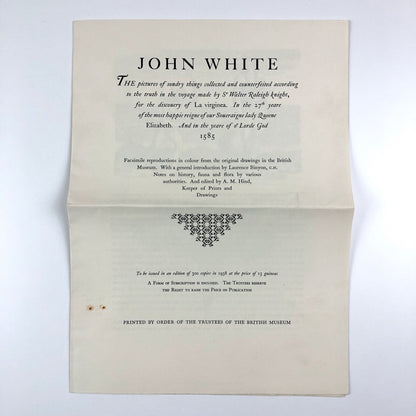 JOHN WHITE
THE pictures of sondry things collected and counterfeited according
to the truth in the voyage made by Sr Walter Raleigh knight,
for the discouery of La virginea. In the 27th yeare
of the most happie reigne of our Soueraigne lady Queene
Elizabeth. And in the yeare of or Lorde God
1585
Facsimile reproductions in colour from the original drawings in the British
Museum. With a general introduction by Laurence Binyon, C.H.
Notes on history, fauna and flora by various
authorities. And edited by A. M. Hind,
Keeper of Prints and
Drawings
To be issued in an edition of 300 copies in 1938 at the price of 13 guineas
A FORM OF SUBSCRIPTION IS ENCLOSED. THE TRUSTEES RESERVE
THE RIGHT TO RAISE THE PRICE ON PUBLICATION
PRINTED BY ORDER OF THE TRUSTEES OF THE BRITISH MUSEUM